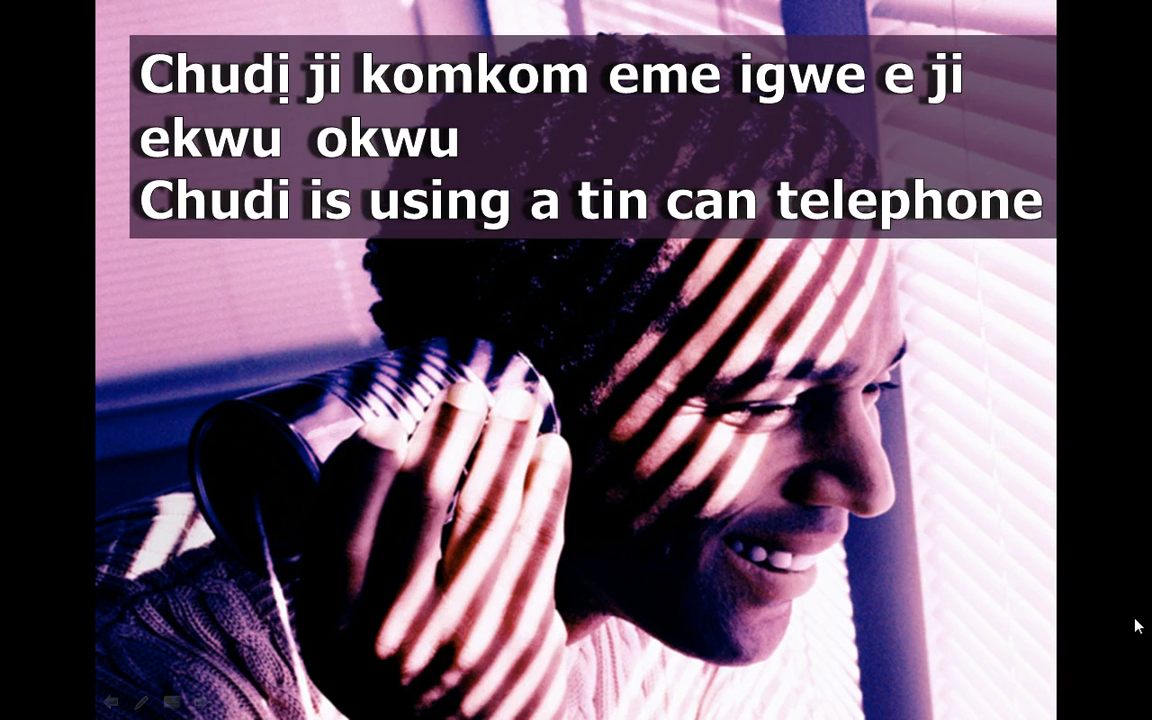 Chudị ji komkom eme igwe e ji
ekwu okwu
Chudi is using a tin can telephone